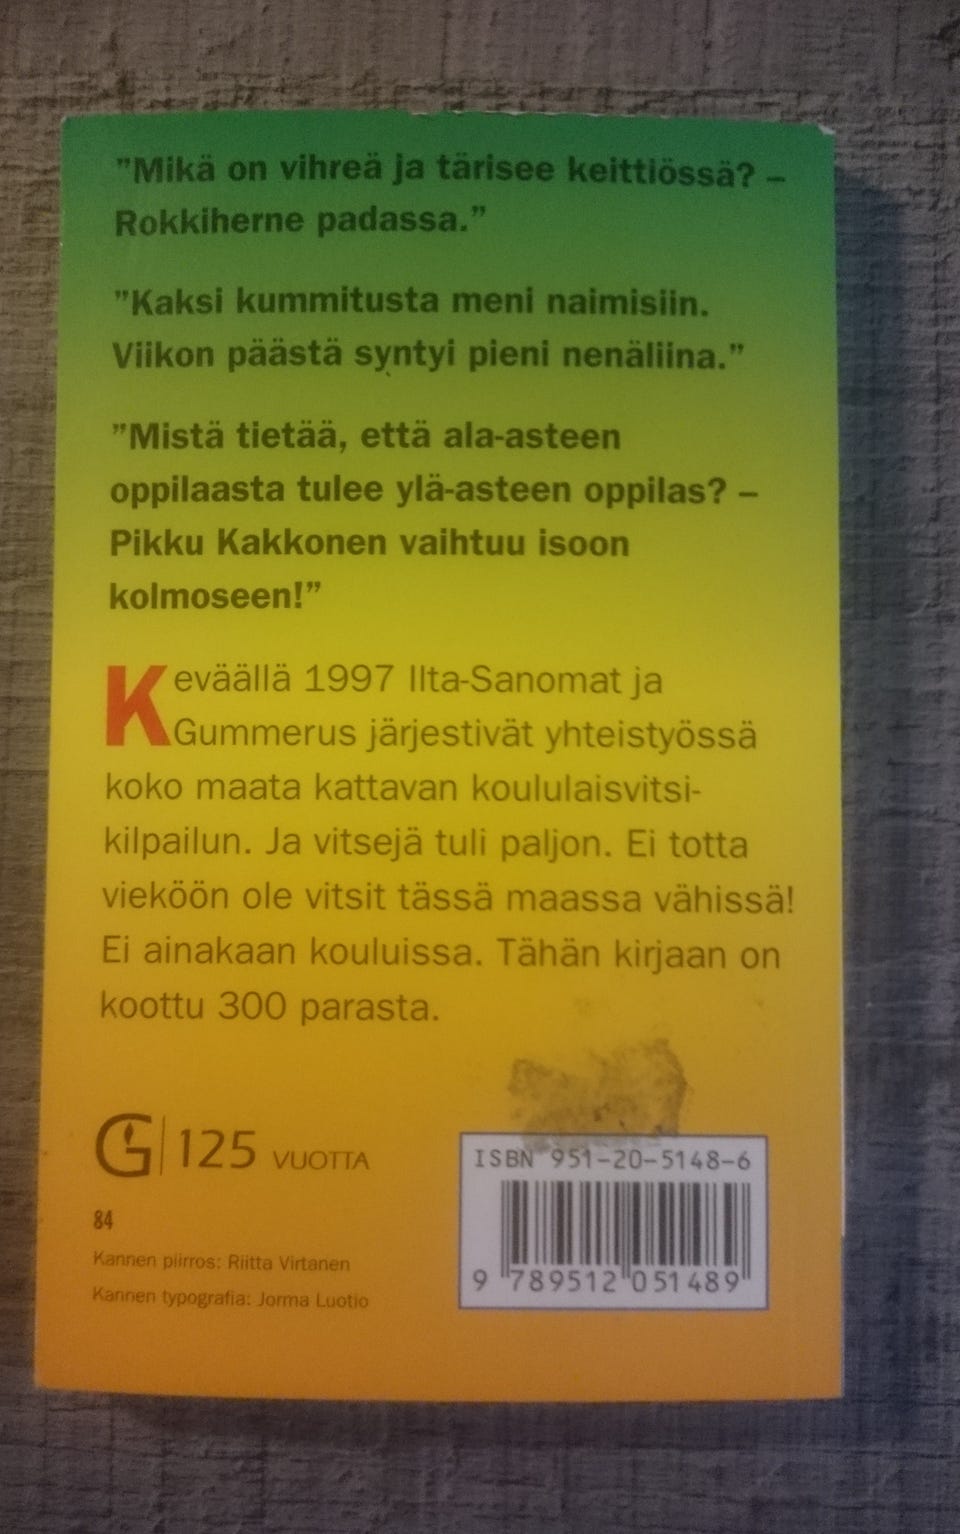 ”Mikä on vihreä ja tärisee keittiössä? –
Rokkiherne padassa.”
”Kaksi kummitusta meni naimisiin.
Viikon päästä syntyi pieni nenäliina.”
”Mistä tietää, että ala-asteen
oppilaasta tulee ylä-asteen oppilas? –
Pikku Kakkonen vaihtuu isoon
kolmoseen!”
Keväällä 1997 Ilta-Sanomat ja
Gummerus järjestivät yhteistyössä
koko maata kattavan koululaisvitsi-
kilpailun. Ja vitsejä tuli paljon. Ei totta
vieköön ole vitsit tässä maassa vähissä!
Ei ainakaan kouluissa. Tähän kirjaan on
koottu 300 parasta.
G 125 VUOTTA
84
Kannen piirros: Riitta Virtanen
Kannen typografia: Jorma Luotio
ISBN 951-20-5148-6
9 789512 051489